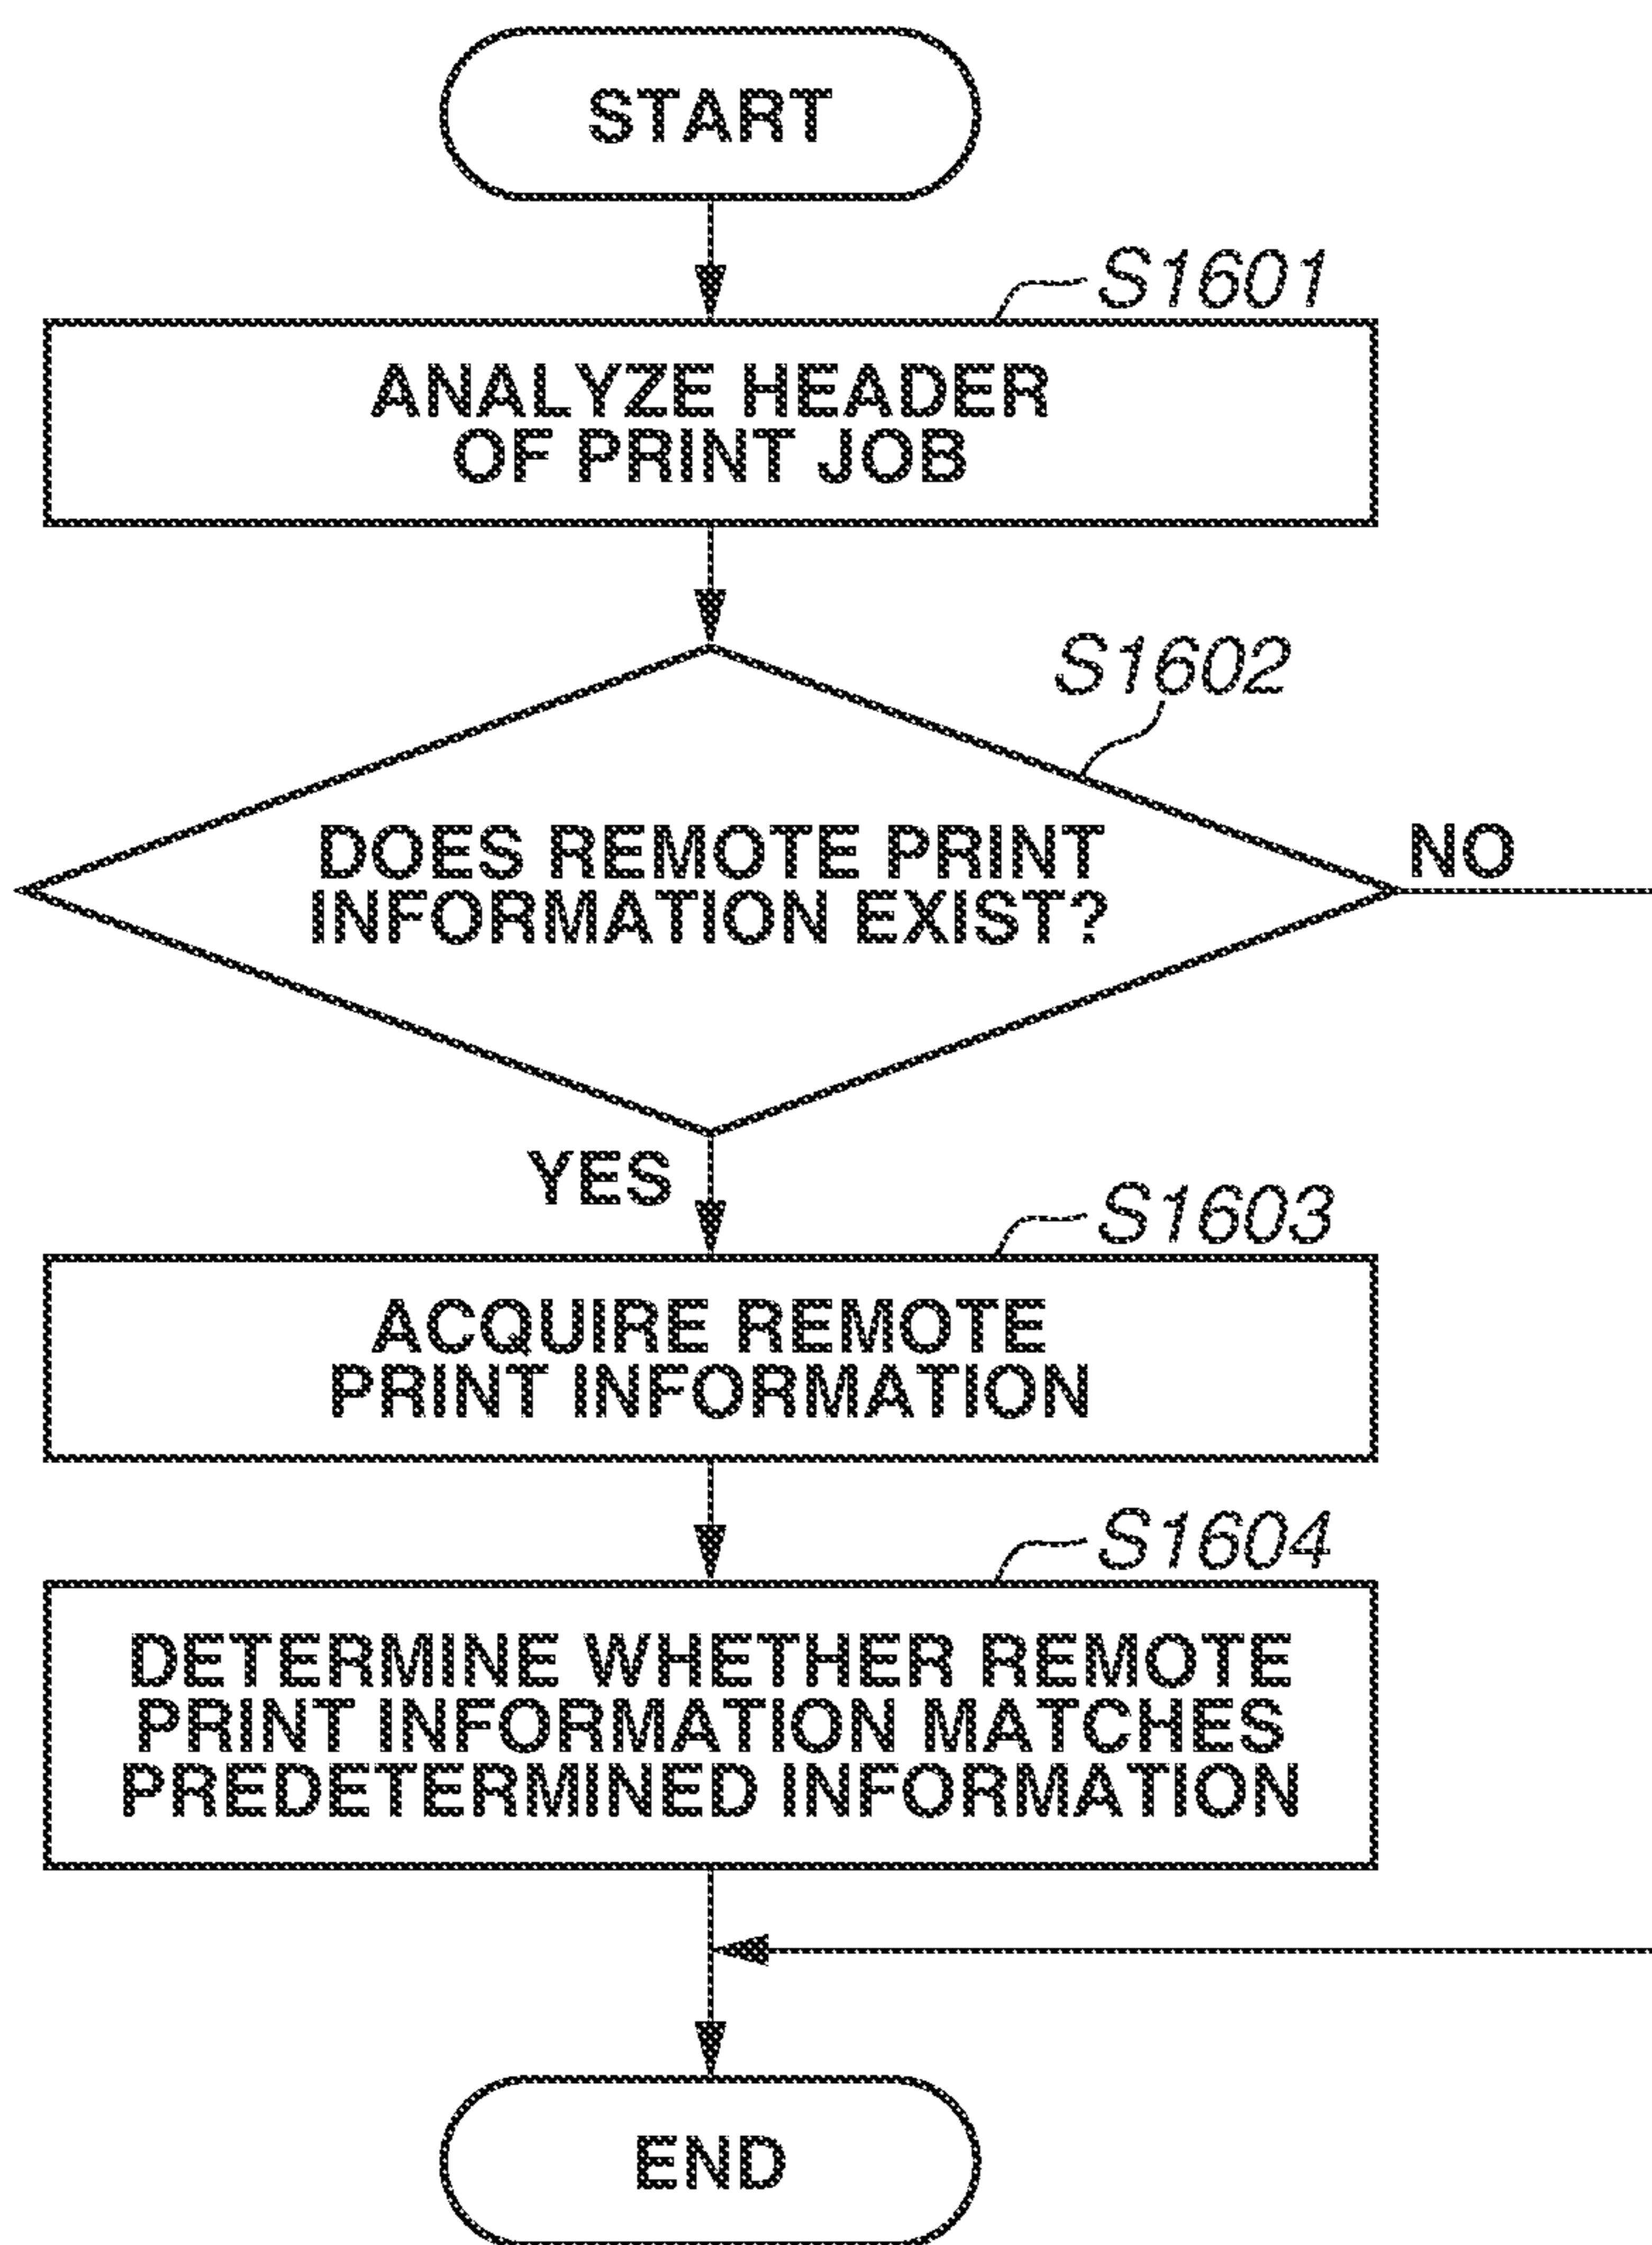 START
S1601
ANALYZE HEADER
OF PRINT JOB
S1602
DOES REMOTE PRINT
INFORMATION EXIST?
NO
YES
S1603
ACQUIRE REMOTE
PRINT INFORMATION
S1604
DETERMINE WHETHER REMOTE
PRINT INFORMATION MATCHES
PREDETERMINED INFORMATION
END